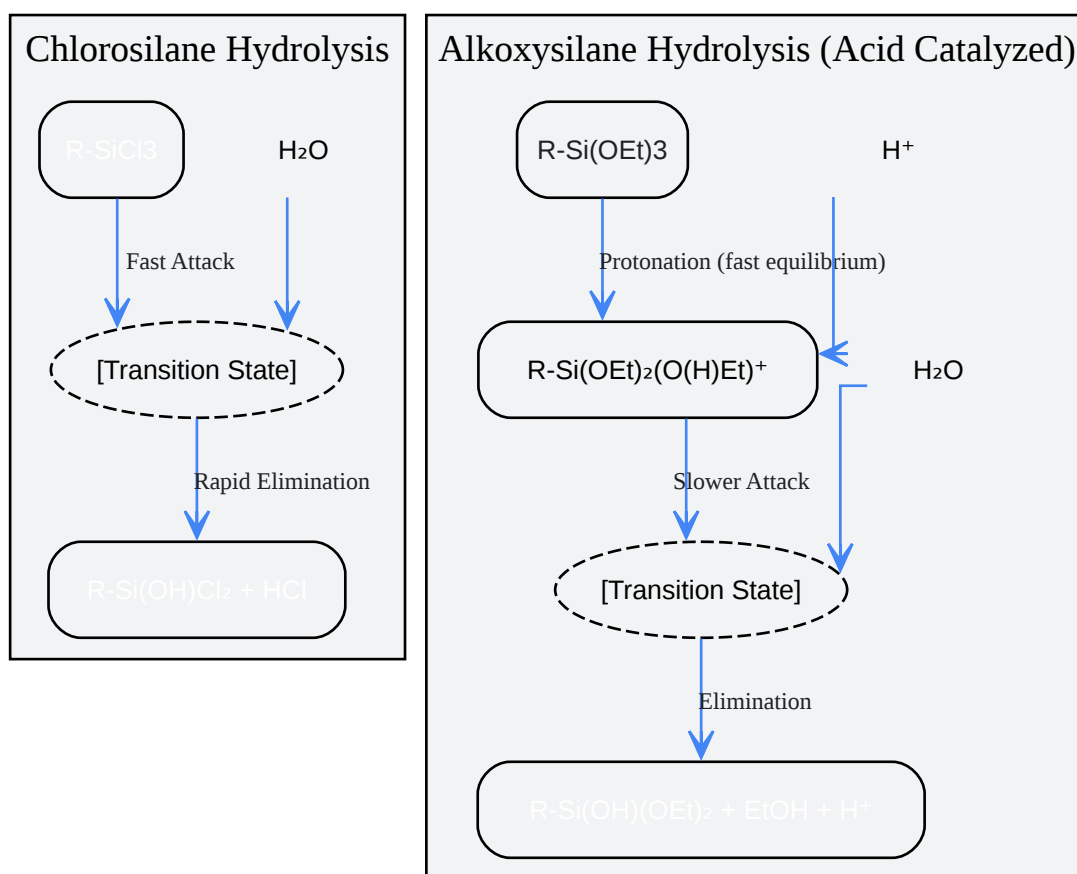 Chlorosilane Hydrolysis
R-SiCl3
H₂O
Fast Attack
[Transition State]
Rapid Elimination
R-Si(OH)Cl₂ + HCl
Alkoxysilane Hydrolysis (Acid Catalyzed)
R-Si(OEt)3
H⁺
Protonation (fast equilibrium)
R-Si(OEt)₂(O(H)Et)⁺
H₂O
Slower Attack
[Transition State]
Elimination
R-Si(OH)(OEt)₂ + EtOH + H⁺